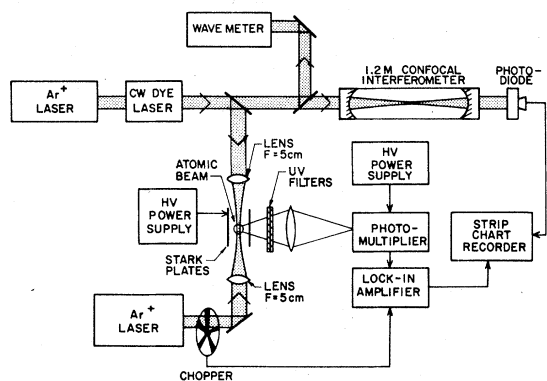 WAVE METER
1.2 M CONFOCAL
INTERFEROMETER
PHOTO-
DIODE
Ar+
LASER
CW DYE
LASER
LENS
F = 5cm
ATOMIC
BEAM
UV
FILTERS
HV
POWER
SUPPLY
HV
POWER
SUPPLY
PHOTO-
MULTIPLIER
STRIP
CHART
RECORDER
STARK
PLATES
LENS
F = 5cm
LOCK-IN
AMPLIFIER
Ar+
LASER
CHOPPER